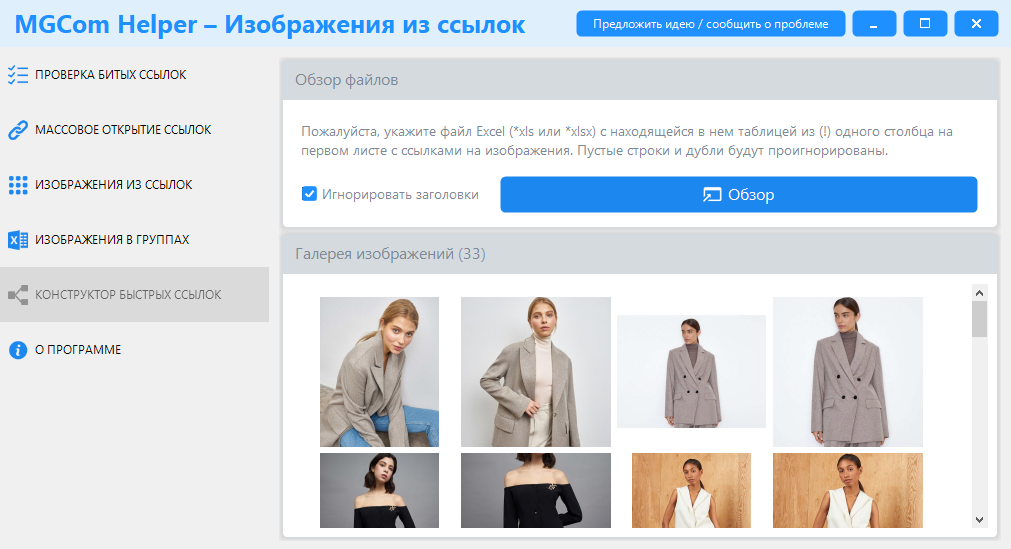 MGCom Helper – Изображения из ссылок
Предложить идею / сообщить о проблеме
ПРОВЕРКА БИТЫХ ССЫЛОК
МАССОВОЕ ОТКРЫТИЕ ССЫЛОК
ИЗОБРАЖЕНИЯ ИЗ ССЫЛОК
ИЗОБРАЖЕНИЯ В ГРУППАХ
КОНСТРУКТОР БЫСТРЫХ ССЫЛОК
О ПРОГРАММЕ
Обзор файлов
Пожалуйста, укажите файл Excel (*xls или *xlsx) с находящейся в нем таблицей из (!) одного столбца на
первом листе с ссылками на изображения. Пустые строки и дубли будут проигнорированы.
Игнорировать заголовки
Обзор
Галерея изображений (33)